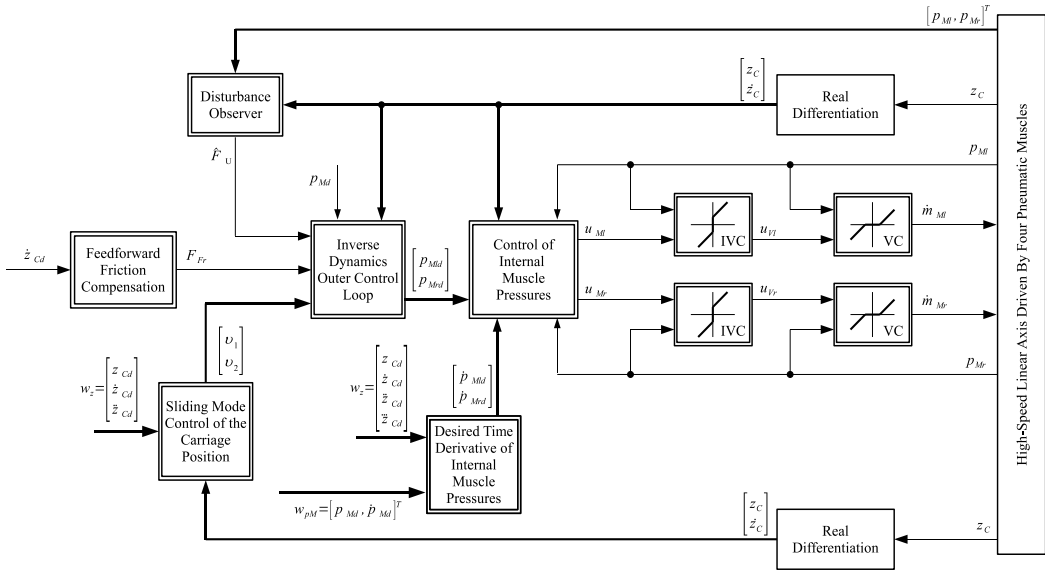 [p_Ml , p_Mr]^T
Disturbance
Observer
[z_C
ż_C]
Real
Differentiation
z_C
F̂_U
p_Md
p_Ml
ż_Cd
Feedforward
Friction
Compensation
F_Fr
Inverse
Dynamics
Outer Control
Loop
[p_Mld
p_Mrd]
Control of
Internal
Muscle
Pressures
u_Ml
IVC
u_Vl
VC
ṁ_Ml
u_Mr
IVC
u_Vr
VC
ṁ_Mr
p_Mr
[υ_1
υ_2]
w_z=[z_Cd
ż_Cd
z̈_Cd]
Sliding Mode
Control of the
Carriage
Position
w_z=[z_Cd
ż_Cd
z̈_Cd
z⃛_Cd]
[ṗ_Mld
ṗ_Mrd]
Desired Time
Derivative of
Internal
Muscle
Pressures
w_pM=[p_Md , ṗ_Md]^T
[z_C
ż_C]
Real
Differentiation
z_C
High-Speed Linear Axis Driven By Four Pneumatic Muscles